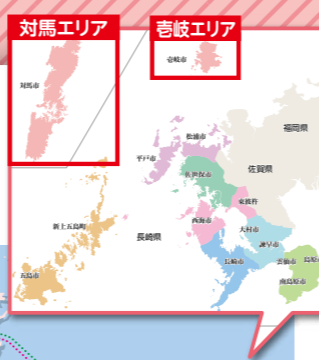 対馬エリア
壱岐エリア
対馬市
壱岐市
福岡県
松浦市
平戸市
佐世保市
佐賀県
東彼杵
西海市
新上五島町
長崎県
大村市
諫早市
五島市
長崎市
雲仙市
島原
南島原市